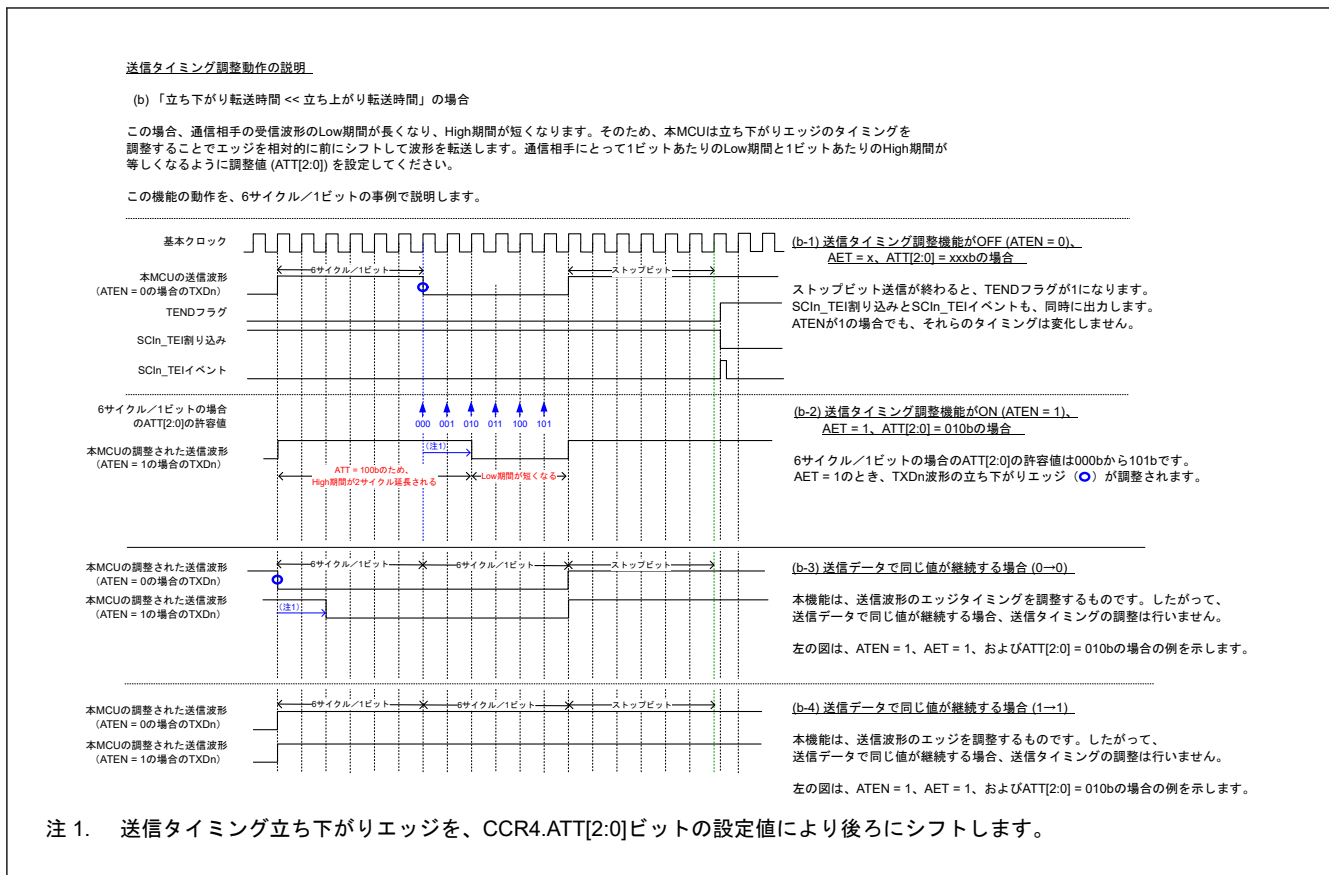 送信タイミング調整動作の説明
(b) 「立ち下がり転送時間 << 立ち上がり転送時間」の場合
この場合、通信相手の受信波形のLow期間が長くなり、High期間が短くなります。そのため、本MCUは立ち下がりエッジのタイミングを
調整することでエッジを相対的に前にシフトして波形を転送します。通信相手にとって1ビットあたりのLow期間と1ビットあたりのHigh期間が
等しくなるように調整値 (ATT[2:0]) を設定してください。
この機能の動作を、6サイクル／1ビットの事例で説明します。
基本クロック
6サイクル／1ビット
ストップビット
本MCUの送信波形
（ATEN = 0の場合のTXDn）
TENDフラグ
SCIn_TEI割り込み
SCIn_TEIイベント
(b-1) 送信タイミング調整機能がOFF (ATEN = 0)、
AET = x、ATT[2:0] = xxxbの場合
ストップビット送信が終わると、TENDフラグが1になります。
SCIn_TEI割り込みとSCIn_TEIイベントも、同時に出力します。
ATENが1の場合でも、それらのタイミングは変化しません。
6サイクル／1ビットの場合
のATT[2:0]の許容値
000 001 010 011 100 101
本MCUの調整された送信波形
（ATEN = 1の場合のTXDn）
（注1）
ATT = 100bのため、
High期間が2サイクル延長される
Low期間が短くなる
(b-2) 送信タイミング調整機能がON (ATEN = 1)、
AET = 1、ATT[2:0] = 010bの場合
6サイクル／1ビットの場合のATT[2:0]の許容値は000bから101bです。
AET = 1のとき、TXDn波形の立ち下がりエッジ（O）が調整されます。
本MCUの調整された送信波形
（ATEN = 0の場合のTXDn）
6サイクル／1ビット
6サイクル／1ビット
ストップビット
本MCUの調整された送信波形
（ATEN = 1の場合のTXDn）
（注1）
(b-3) 送信データで同じ値が継続する場合 (0→0)
本機能は、送信波形のエッジタイミングを調整するものです。したがって、
送信データで同じ値が継続する場合、送信タイミングの調整は行いません。
左の図は、ATEN = 1、AET = 1、およびATT[2:0] = 010bの場合の例を示します。
本MCUの調整された送信波形
（ATEN = 0の場合のTXDn）
6サイクル／1ビット
6サイクル／1ビット
ストップビット
本MCUの調整された送信波形
（ATEN = 1の場合のTXDn）
(b-4) 送信データで同じ値が継続する場合 (1→1)
本機能は、送信波形のエッジを調整するものです。したがって、
送信データで同じ値が継続する場合、送信タイミングの調整は行いません。
左の図は、ATEN = 1、AET = 1、およびATT[2:0] = 010bの場合の例を示します。
注 1. 送信タイミング立ち下がりエッジを、CCR4.ATT[2:0]ビットの設定値により後ろにシフトします。